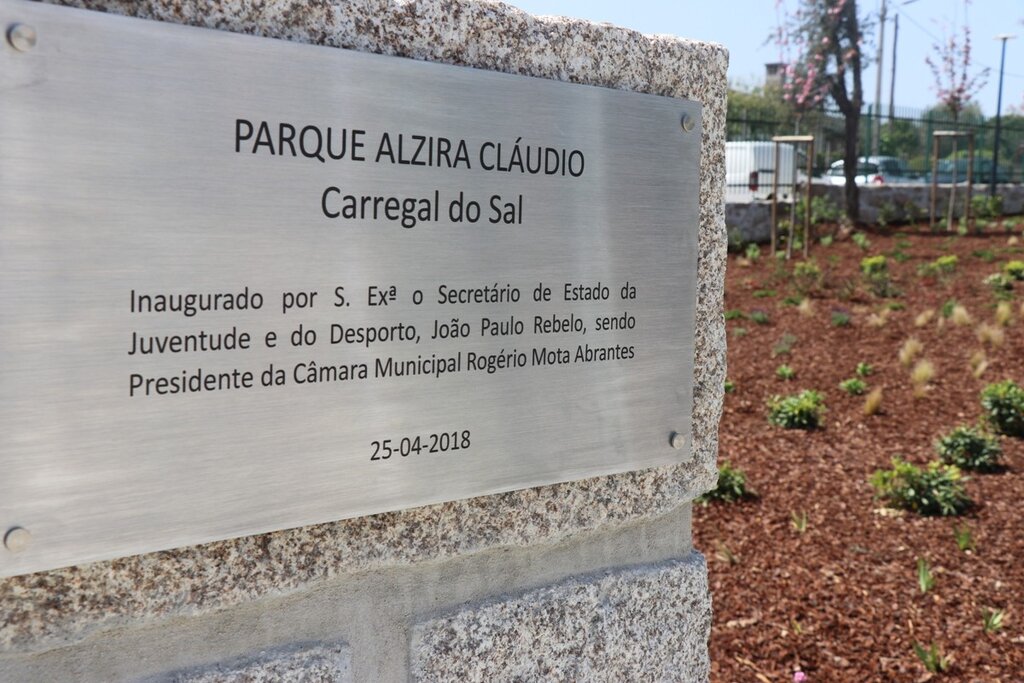 PARQUE ALZIRA CLÁUDIO
Carregal do Sal
Inaugurado por S. Exª o Secretário de Estado da
Juventude e do Desporto, João Paulo Rebelo, sendo
Presidente da Câmara Municipal Rogério Mota Abrantes
25-04-2018